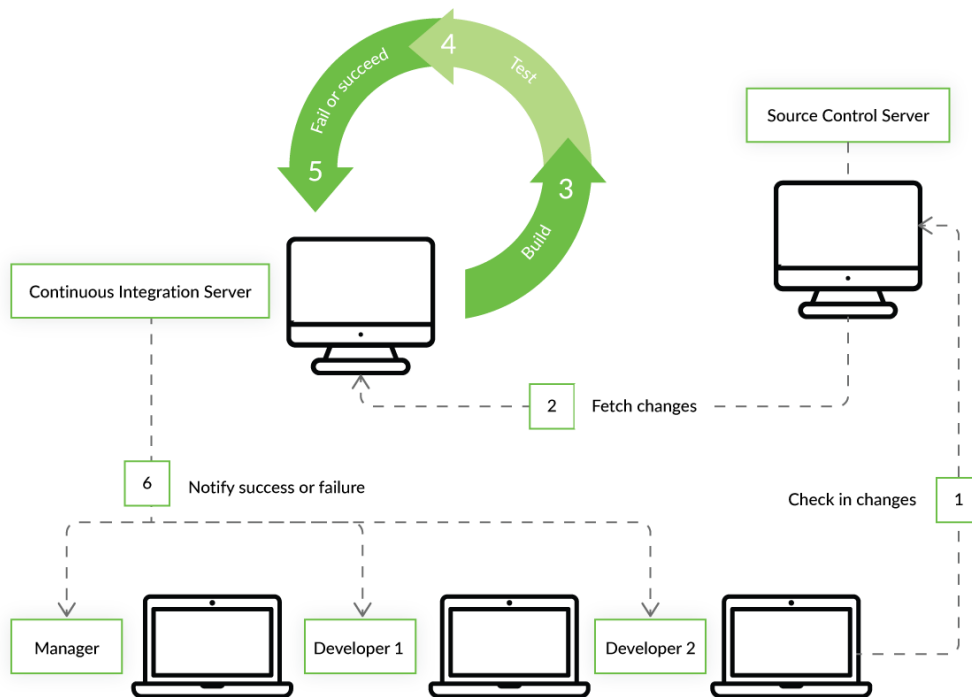 4
Test
Fail or succeed
5
3
Build
Source Control Server
Continuous Integration Server
2
Fetch changes
6
Notify success or failure
Check in changes
1
Manager
Developer 1
Developer 2